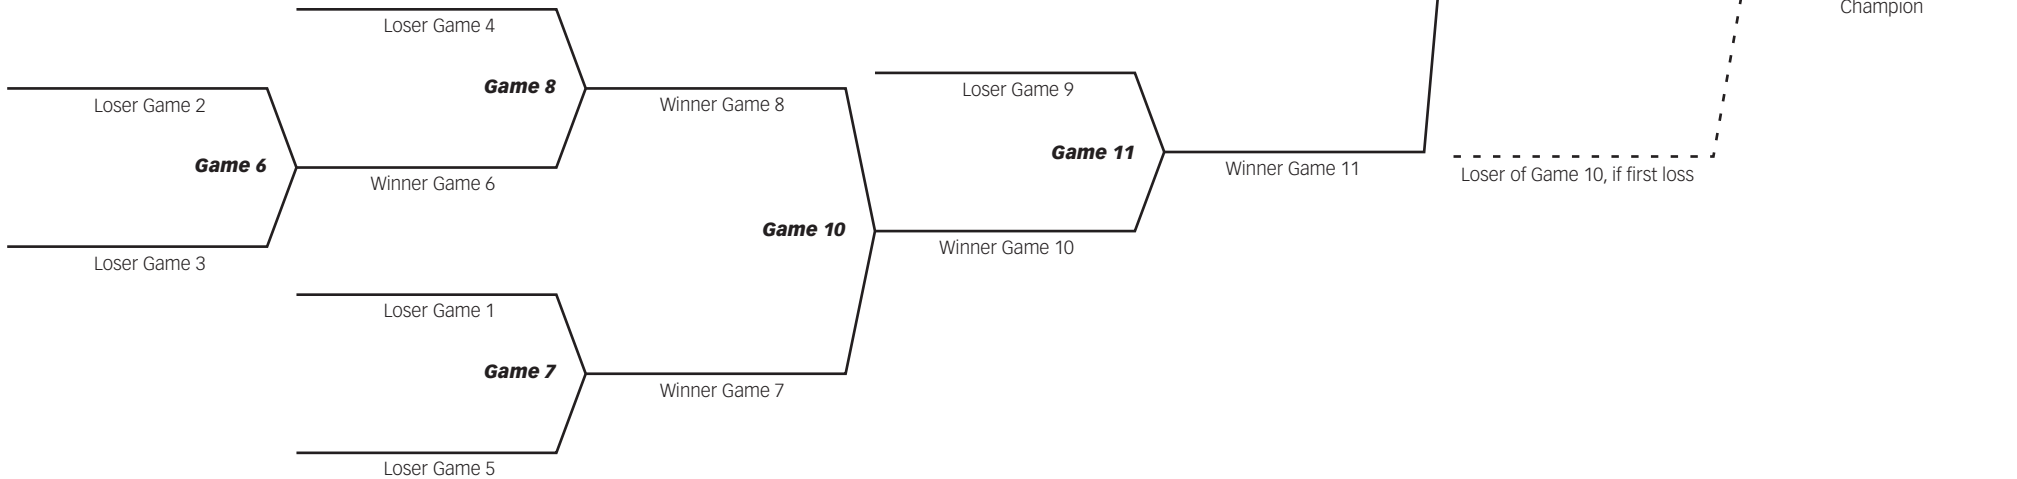 Champion
Loser Game 4
Game 8
Loser Game 2
Winner Game 8
Loser Game 9
Game 6
Game 11
Winner Game 6
Winner Game 11
Loser of Game 10, if first loss
Game 10
Winner Game 10
Loser Game 3
Loser Game 1
Game 7
Winner Game 7
Loser Game 5